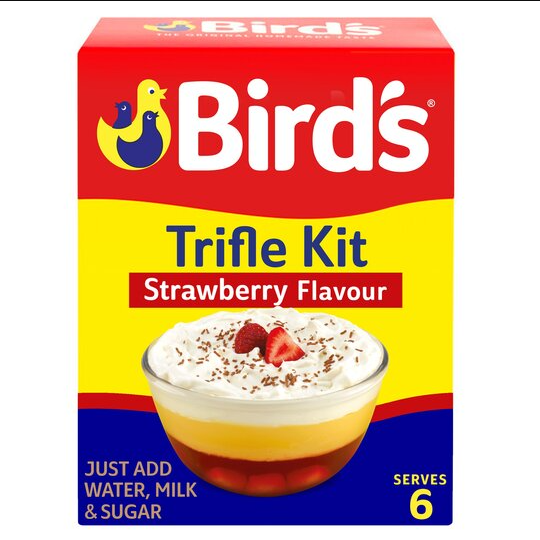 Bird's
THE ORIGINAL HOMEMADE TASTE
Bird's®
Trifle Kit
Strawberry Flavour
JUST ADD
WATER, MILK
& SUGAR
SERVES
6